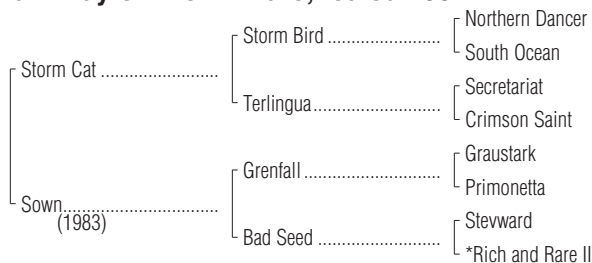 Northern Dancer
Storm Bird
South Ocean
Storm Cat
Secretariat
Terlingua
Crimson Saint
Graustark
Grenfall
Primonetta
Sown
(1983)
Stevward
Bad Seed
*Rich and Rare II